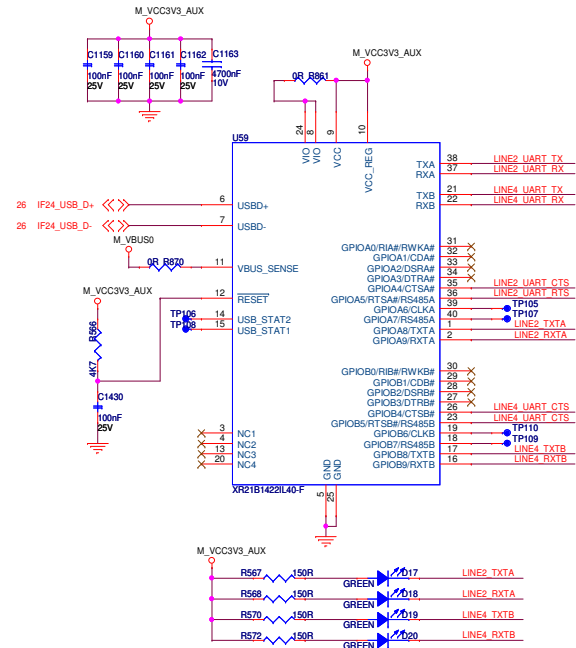 M_VCC3V3_AUX
C1159 C1160 C1161 C1162 C1163
100nF 100nF 100nF 100nF 4700nF
25V 25V 25V 25V 10V
M_VCC3V3_AUX
0R R861
U59
24 8 9 10
VIO VIO VCC VCC_REG
TXA 38 LINE2_UART_TX
RXA 37 LINE2_UART_RX
TXB 21 LINE4_UART_TX
RXB 22 LINE4_UART_RX
26 IF24_USB_D+ 6 USBD+
26 IF24_USB_D- 7 USBD-
M_VBUS0
0R R870 11 VBUS_SENSE
M_VCC3V3_AUX
12 RESET
TP106 14 USB_STAT2
TP108 15 USB_STAT1
R566
4K7
C1430
100nF
25V
GPIOA0/RIA#/RWKA# 31
GPIOA1/CDA# 32
GPIOA2/DSRA# 33
GPIOA3/DTRA# 34
GPIOA4/CTSA# 35 LINE2_UART_CTS
GPIOA5/RTSA#/RS485A 36 LINE2_UART_RTS
GPIOA6/CLKA 39 TP105
GPIOA7/RS485A 40 TP107
GPIOA8/TXTA 1 LINE2_TXTA
GPIOA9/RXTA 2 LINE2_RXTA
GPIOB0/RIB#/RWKB# 30
GPIOB1/CDB# 29
GPIOB2/DSRB# 28
GPIOB3/DTRB# 27
GPIOB4/CTSB# 26 LINE4_UART_CTS
GPIOB5/RTSB#/RS485B 23 LINE4_UART_CTS
GPIOB6/CLKB 19 TP110
GPIOB7/RS485B 18 TP109
GPIOB8/TXTB 17 LINE4_TXTB
GPIOB9/RXTB 16 LINE4_RXTB
3 NC1
4 NC2
13 NC3
20 NC4
GND GND
5 25
XR21B1422IL40-F
M_VCC3V3_AUX
R567 150R GREEN D17 LINE2_TXTA
R568 150R GREEN D18 LINE2_RXTA
R570 150R GREEN D19 LINE4_TXTB
R572 150R GREEN D20 LINE4_RXTB